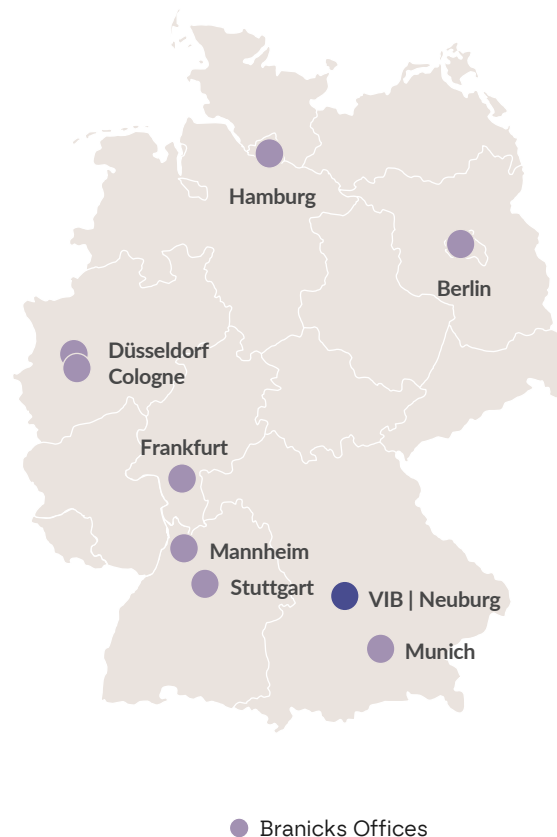 Hamburg
Berlin
Düsseldorf
Cologne
Frankfurt
Mannheim
Stuttgart
VIB | Neuburg
Munich
Branicks Offices